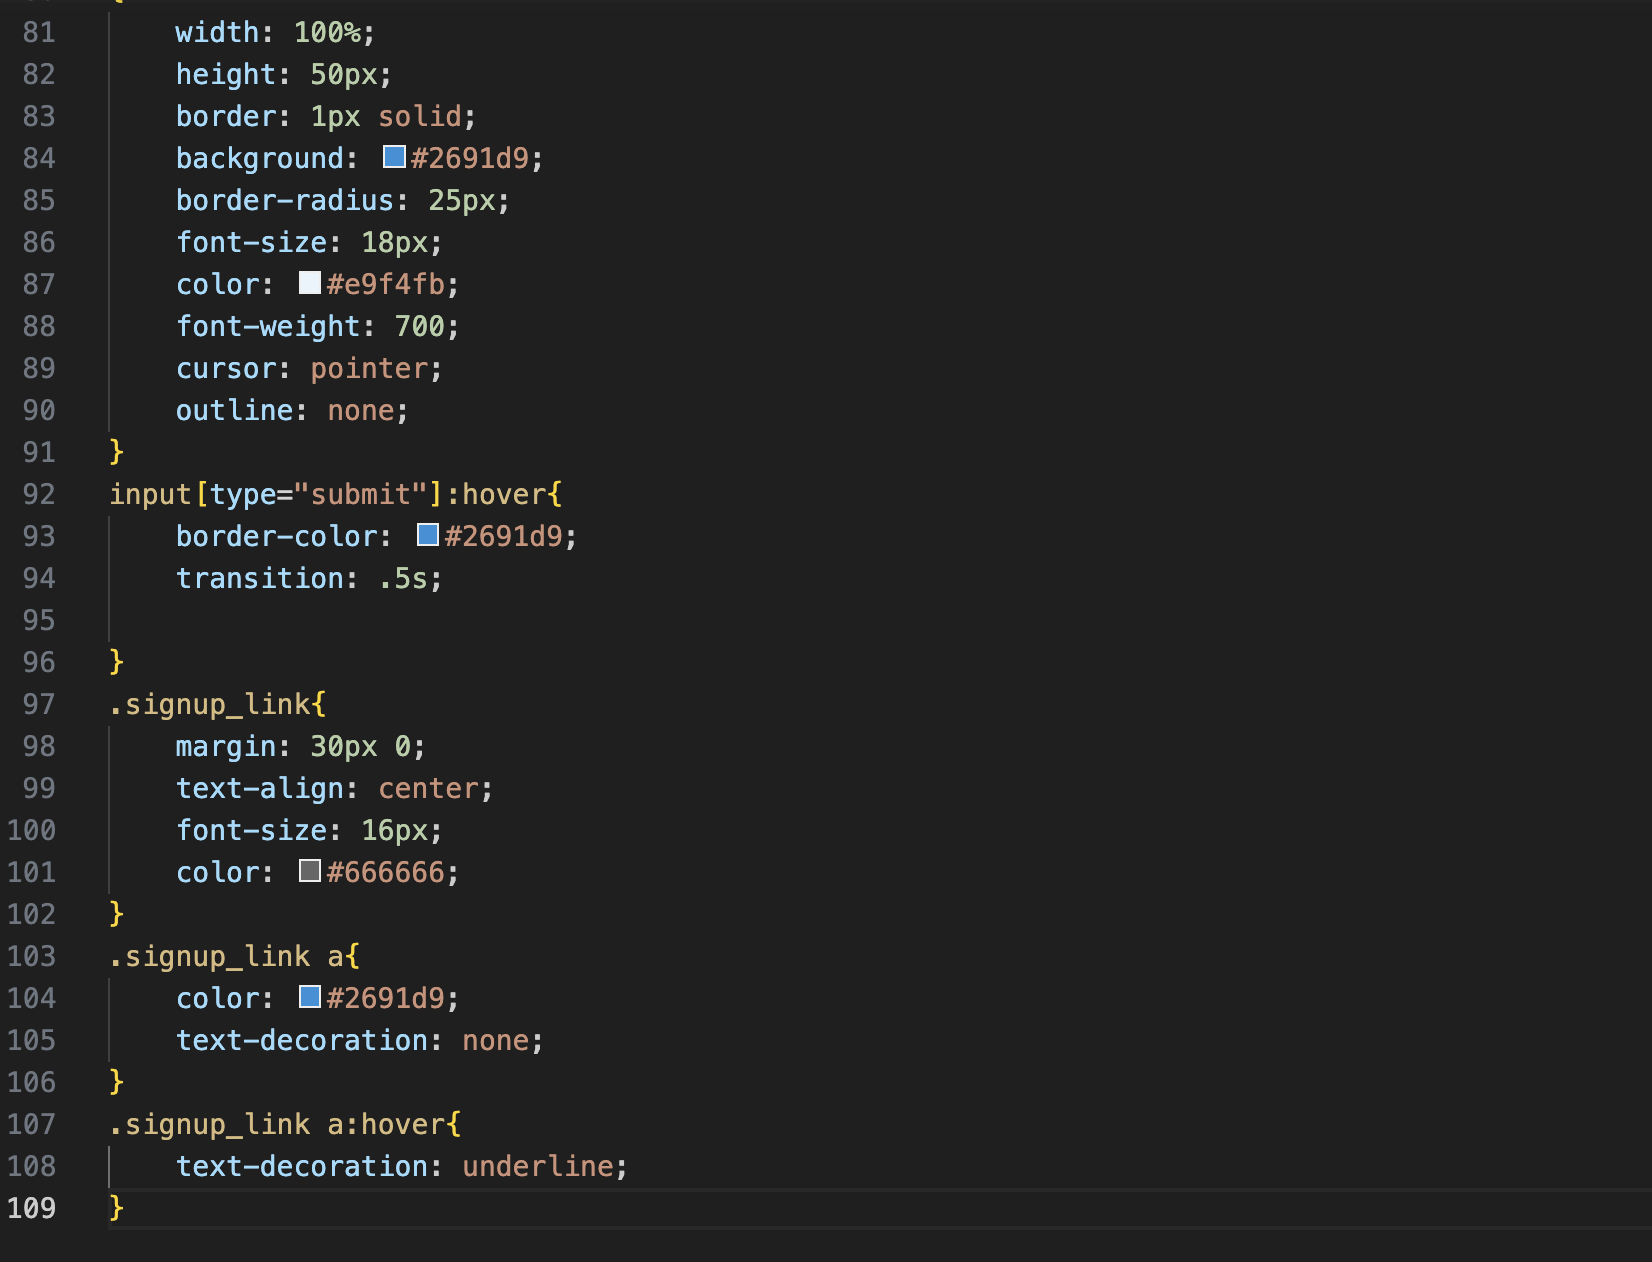 81 width: 100%;
82 height: 50px;
83 border: 1px solid;
84 background: #2691d9;
85 border-radius: 25px;
86 font-size: 18px;
87 color: #e9f4fb;
88 font-weight: 700;
89 cursor: pointer;
90 outline: none;
91 }
92 input[type="submit"]:hover{
93 border-color: #2691d9;
94 transition: .5s;
95
96 }
97 .signup_link{
98 margin: 30px 0;
99 text-align: center;
100 font-size: 16px;
101 color: #666666;
102 }
103 .signup_link a{
104 color: #2691d9;
105 text-decoration: none;
106 }
107 .signup_link a:hover{
108 text-decoration: underline;
109 }